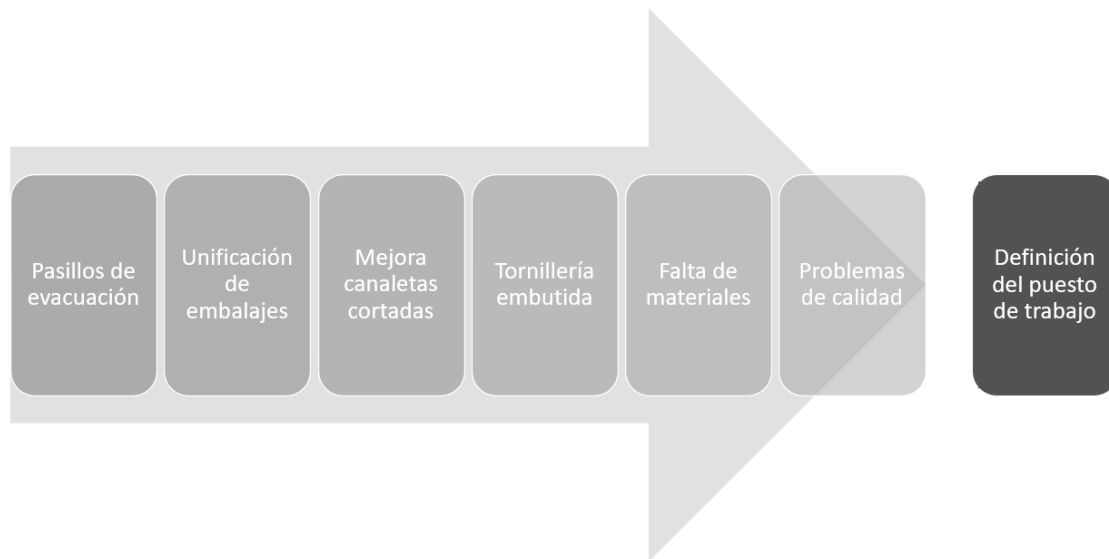 Pasillos de
evacuación
Unificación
de
embalajes
Mejora
canaletas
cortadas
Tornillería
embutida
Falta de
materiales
Problemas
de calidad
Definición
del puesto
de trabajo